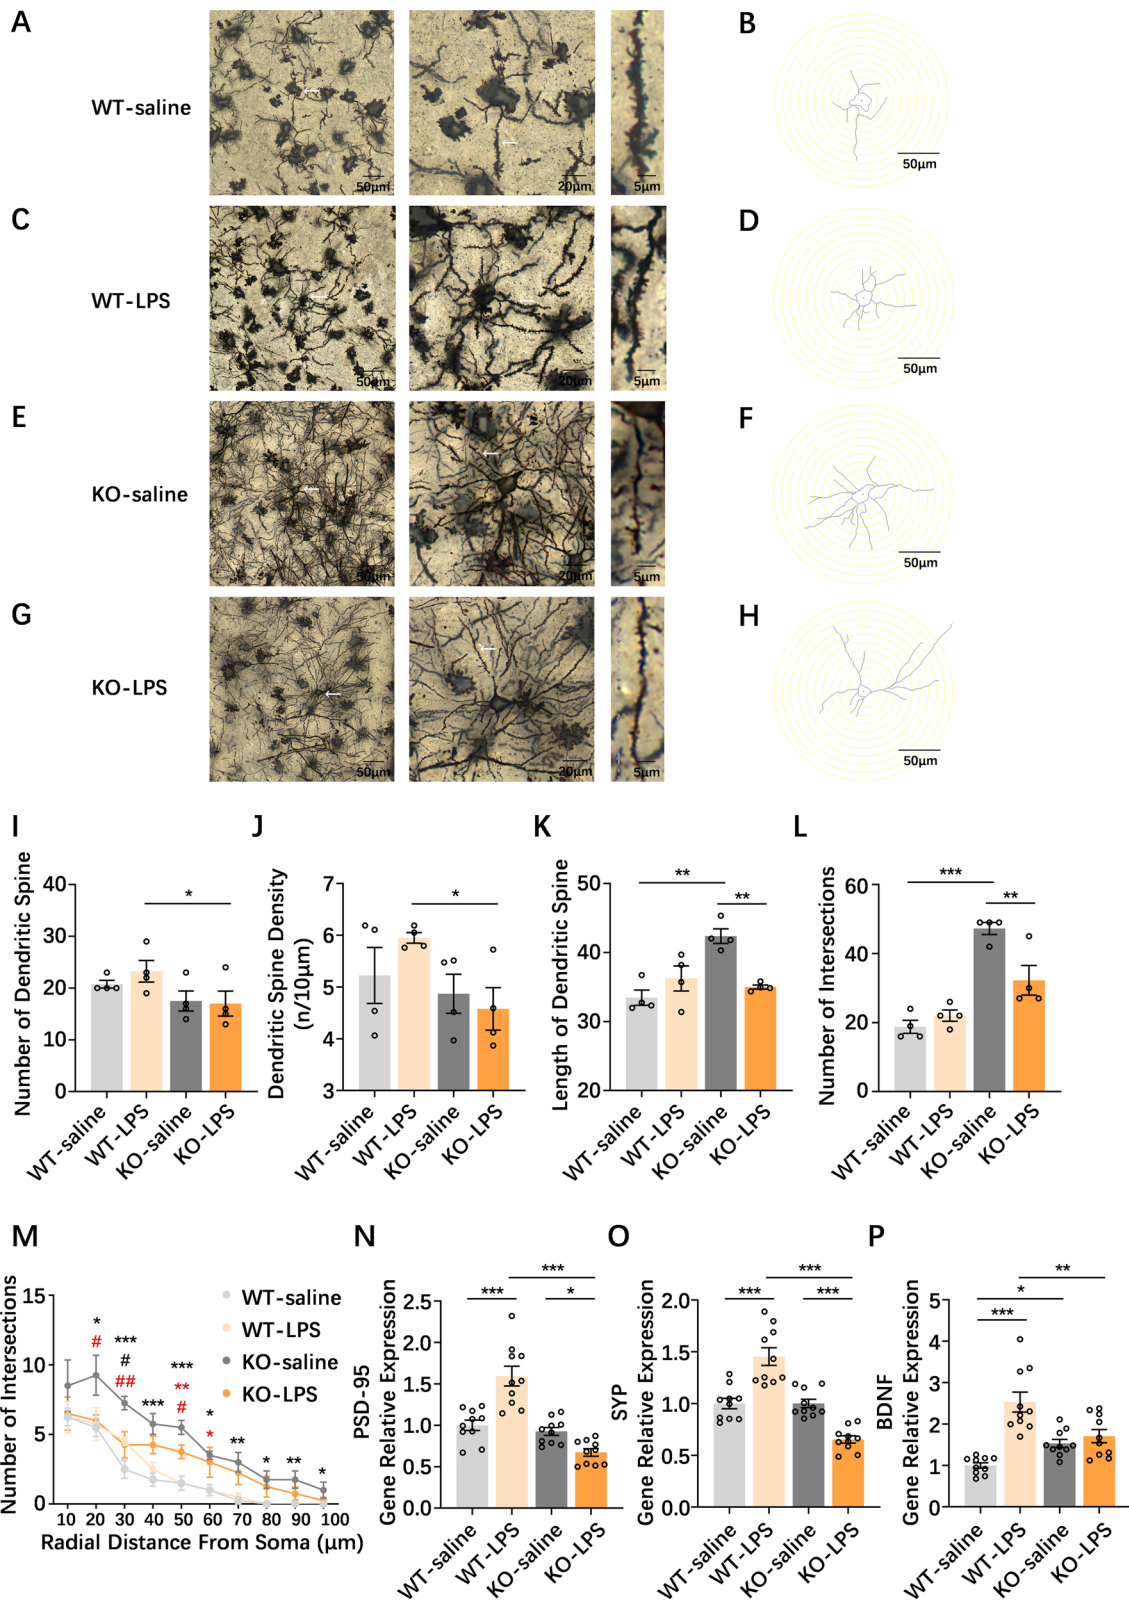 A
WT-saline
50μm
20μm
5μm
B
50μm
C
WT-LPS
50μm
20μm
5μm
D
50μm
E
KO-saline
50μm
20μm
5μm
F
50μm
G
KO-LPS
50μm
20μm
5μm
H
50μm
I
Number of Dendritic Spine
40
30
20
10
0
*
WT-saline
WT-LPS
KO-saline
KO-LPS
J
Dendritic Spine Density
(n/10μm)
7
6
5
4
3
*
WT-saline
WT-LPS
KO-saline
KO-LPS
K
Length of Dendritic Spine
50
40
30
20
**
**
WT-saline
WT-LPS
KO-saline
KO-LPS
L
Number of Intersections
60
40
20
0
***
**
WT-saline
WT-LPS
KO-saline
KO-LPS
M
Number of Intersections
15
10
5
0
*
#
***
#
##
***
***
**
#
*
*
**
*
**
*
WT-saline
WT-LPS
KO-saline
KO-LPS
10 20 30 40 50 60 70 80 90 100
Radial Distance From Soma (μm)
N
PSD-95
Gene Relative Expression
2.5
2.0
1.5
1.0
0.5
0.0
***
***
*
WT-saline
WT-LPS
KO-saline
KO-LPS
O
SYP
Gene Relative Expression
2.0
1.5
1.0
0.5
0.0
***
***
***
WT-saline
WT-LPS
KO-saline
KO-LPS
P
BDNF
Gene Relative Expression
5
4
3
2
1
0
**
*
***
WT-saline
WT-LPS
KO-saline
KO-LPS